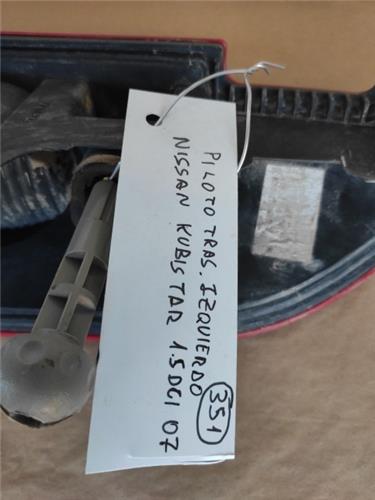 PILOTO TRAS. IZQUIERDO
NISSAN KUBISTAR 1.5DCI 07
351